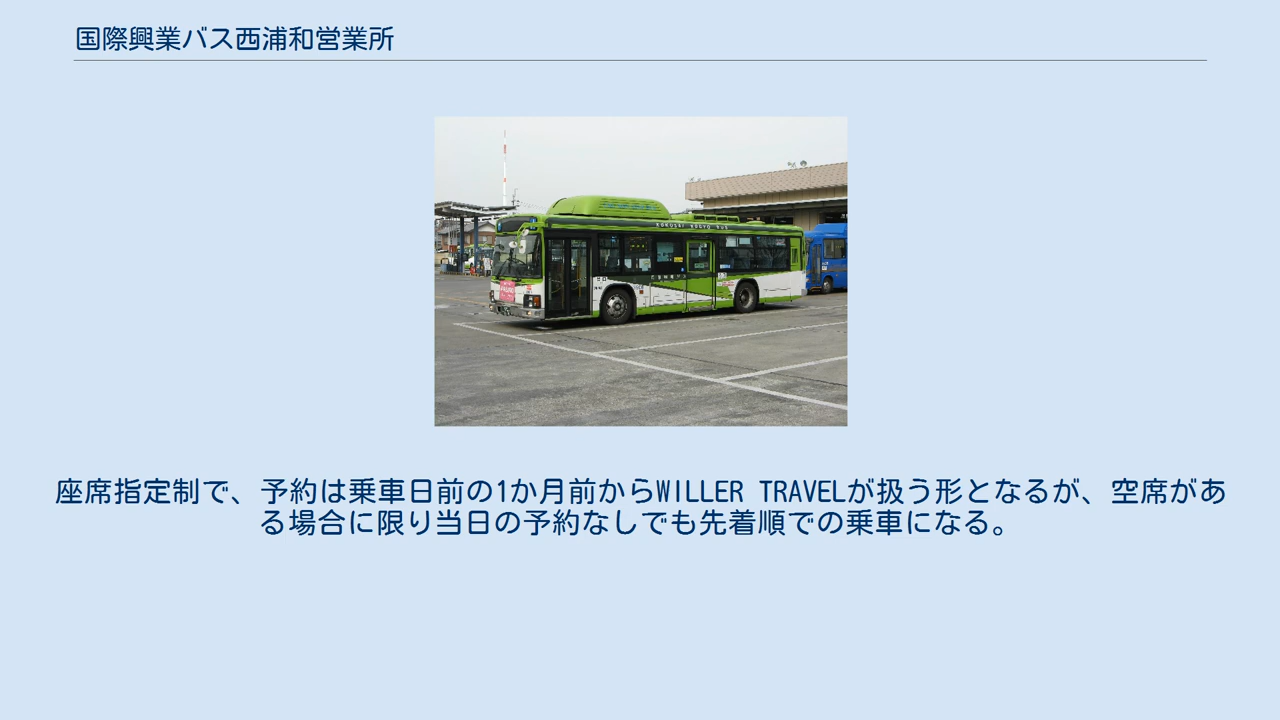 国際興業バス西浦和営業所
KOKUSAI KOGYO BUS
座席指定制で、予約は乗車日前の1か月前からWILLER TRAVELが扱う形となるが、空席があ
る場合に限り当日の予約なしでも先着順での乗車になる。